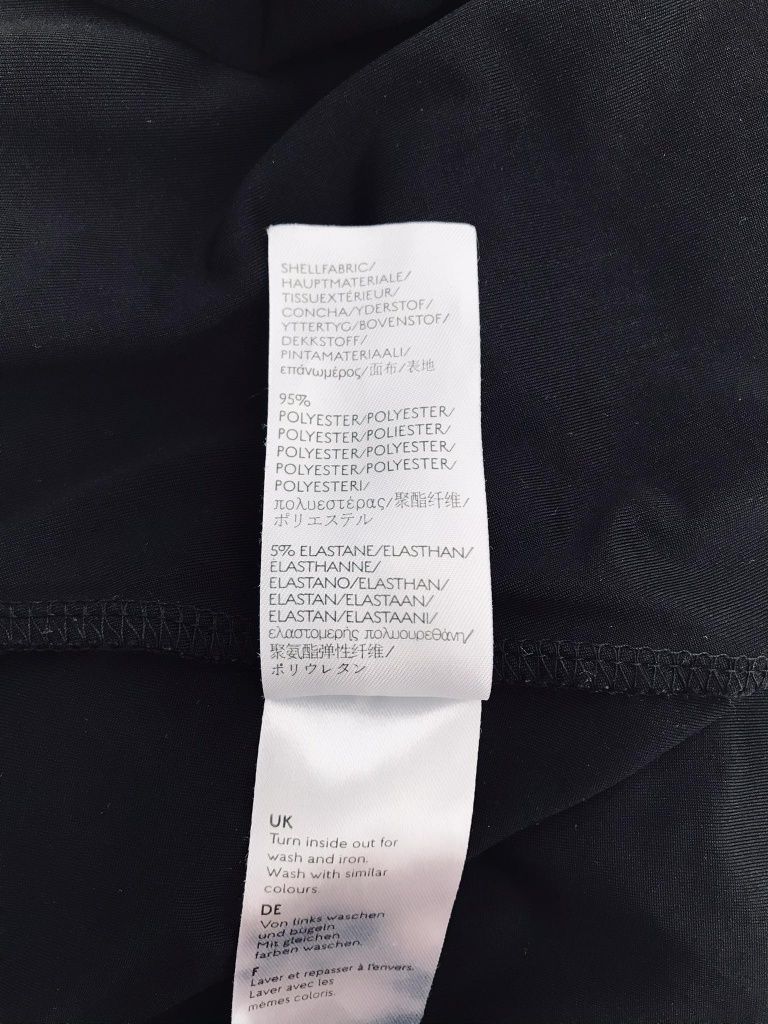 SHELLFABRIC/
HAUPTMATERIALE/
TISSUEXTÉRIEUR/
CONCHA/YDERSTOF/
YTTERTYG/BOVENSTOF/
DEKKSTOFF/
PINTAMATERIAALI/
επάνωμέρος/面布/表地
95%
POLYESTER/POLYESTER/
POLYESTER/POLIESTER/
POLYESTER/POLYESTER/
POLYESTER/POLYESTER/
POLYESTERI/
πολυεστέρας/聚酯纤维/
ポリエステル
5% ELASTANE/ELASTHAN/
ÉLASTHANNE/
ELASTANO/ELASTHAN/
ELASTAN/ELASTAAN/
ELASTAN/ELASTAANI/
ελαστομερής πολυουρεθάνη/
聚氨酯弹性纤维/
ポリウレタン
UK
Turn inside out for
wash and iron.
Wash with similar
colours.
DE
Von links waschen
und bügeln
Mit gleichen
farben waschen.
F
Laver et repasser à l'envers.
Laver avec les
mêmes coloris.